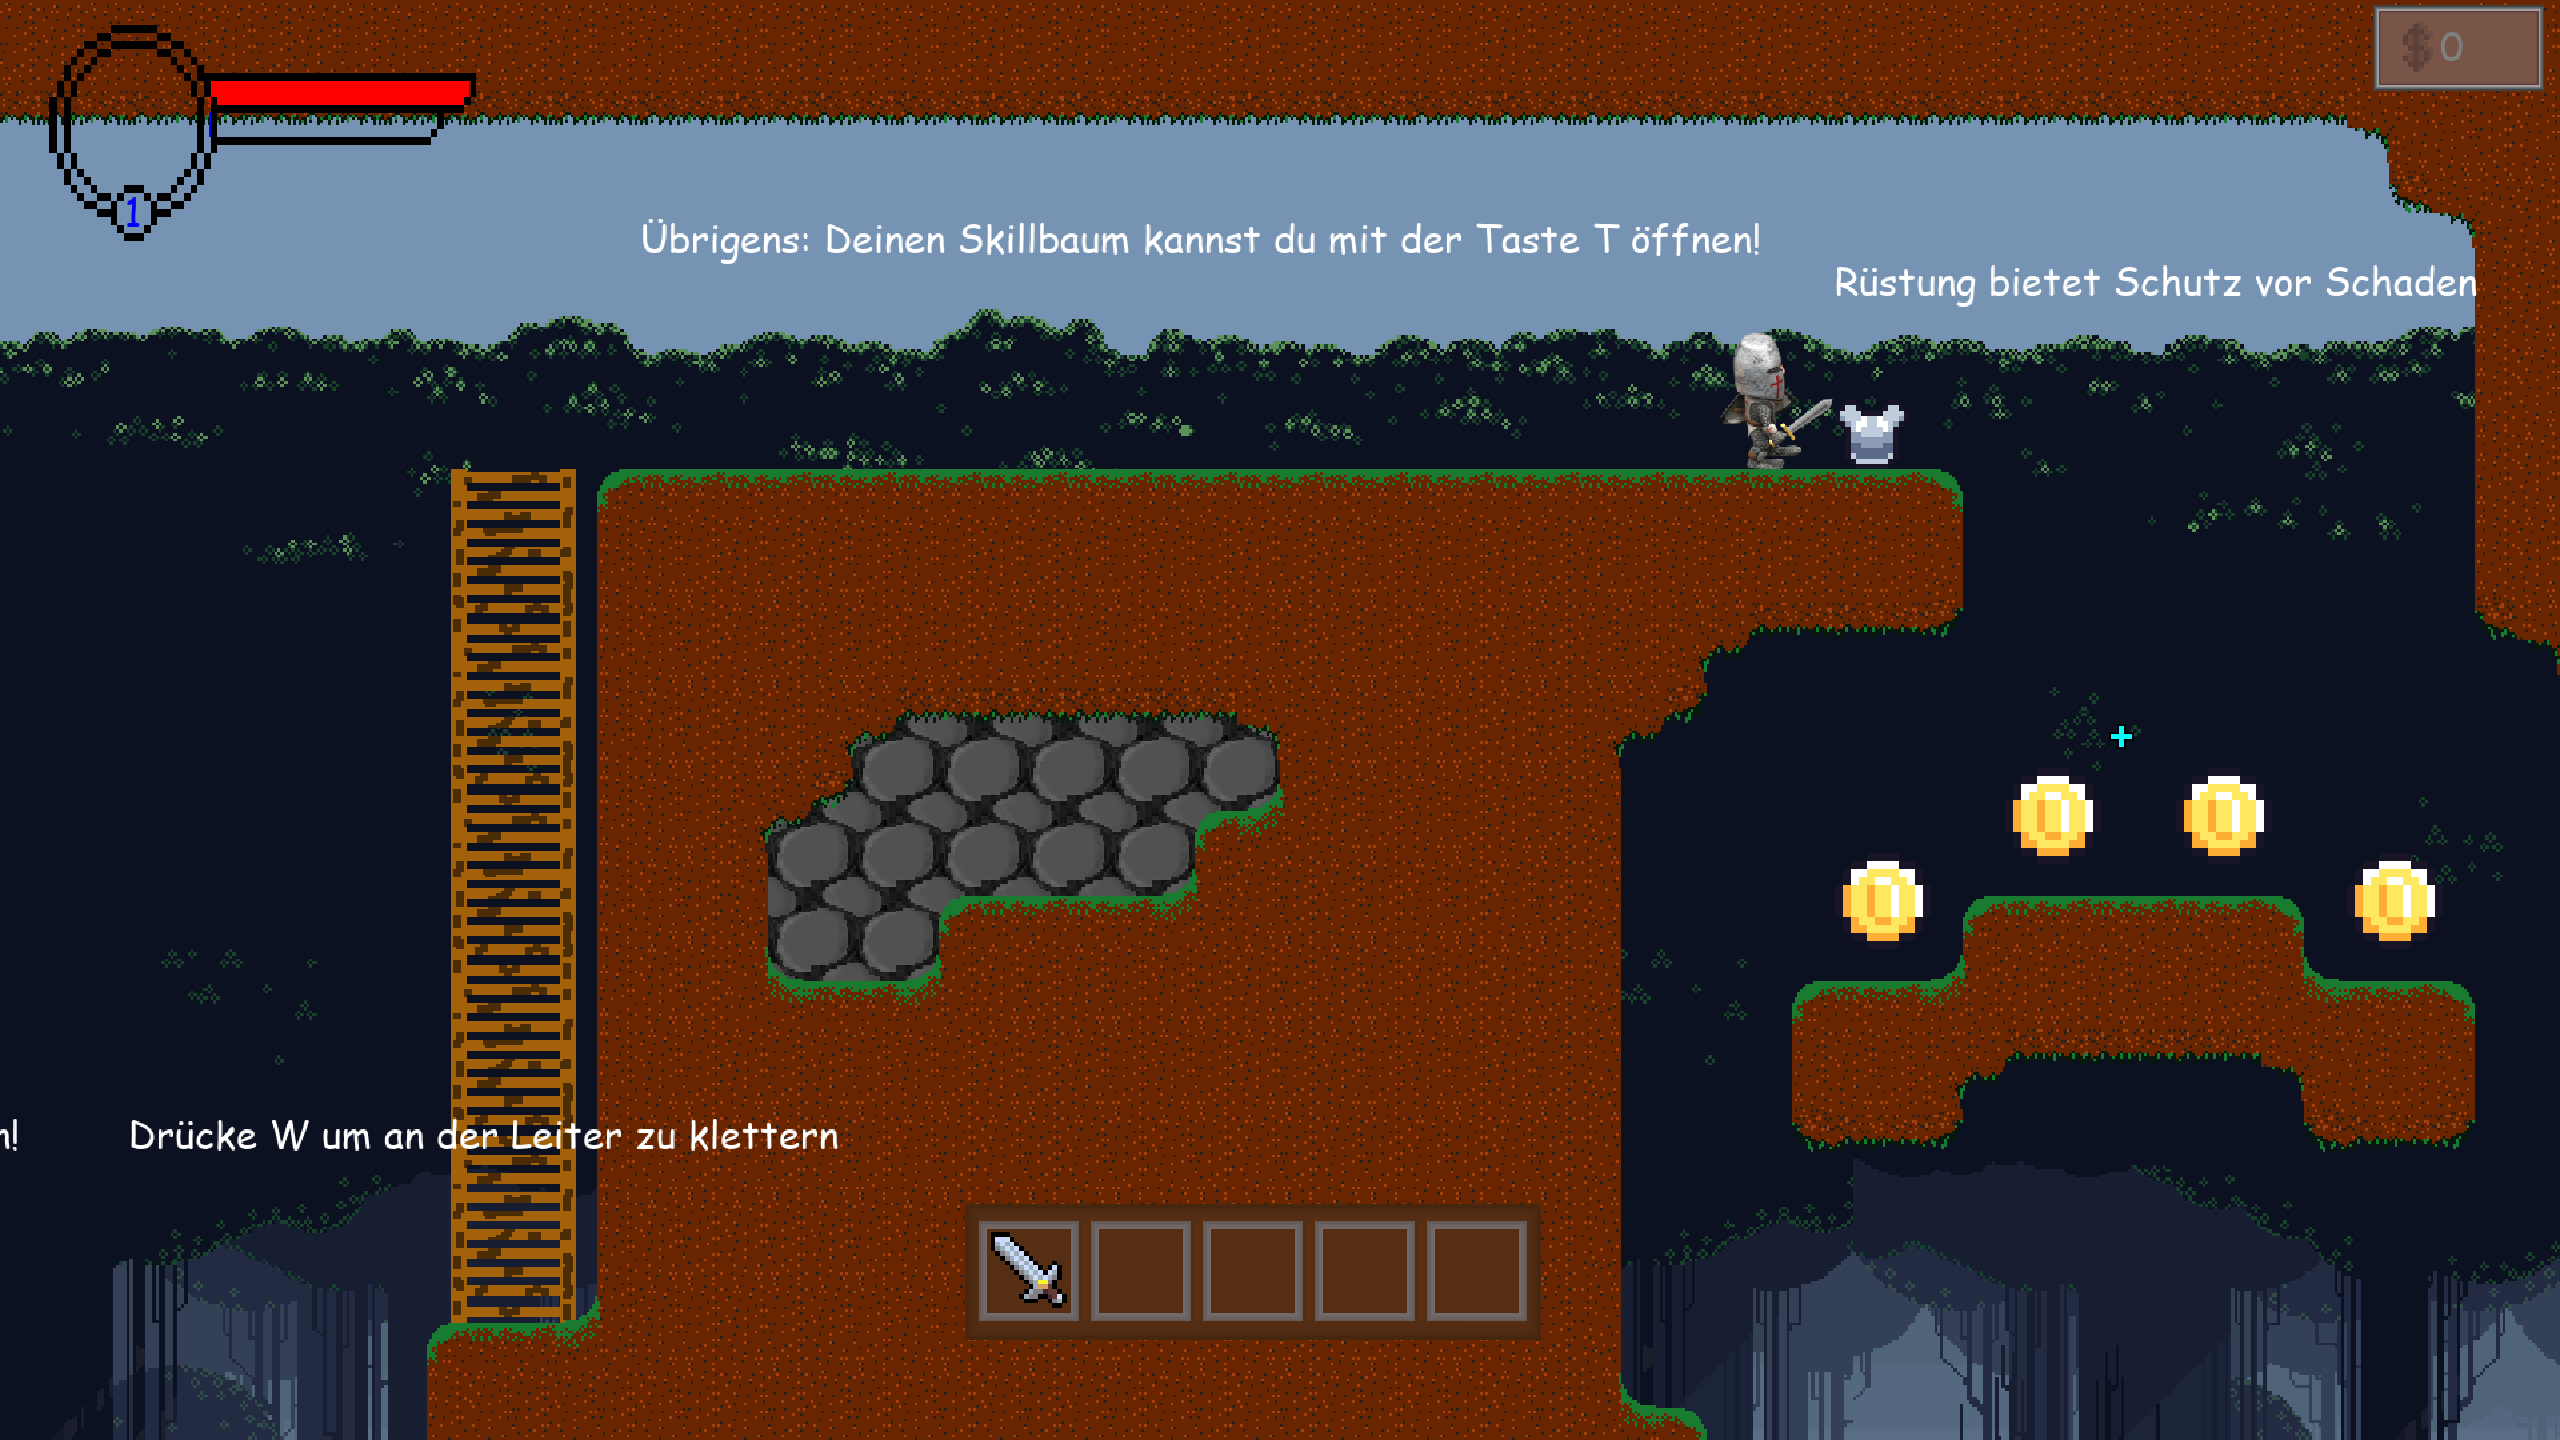 $0
1
Übrigens: Deinen Skillbaum kannst du mit der Taste T öffnen!
Rüstung bietet Schutz vor Schaden
Drücke W um an der Leiter zu klettern